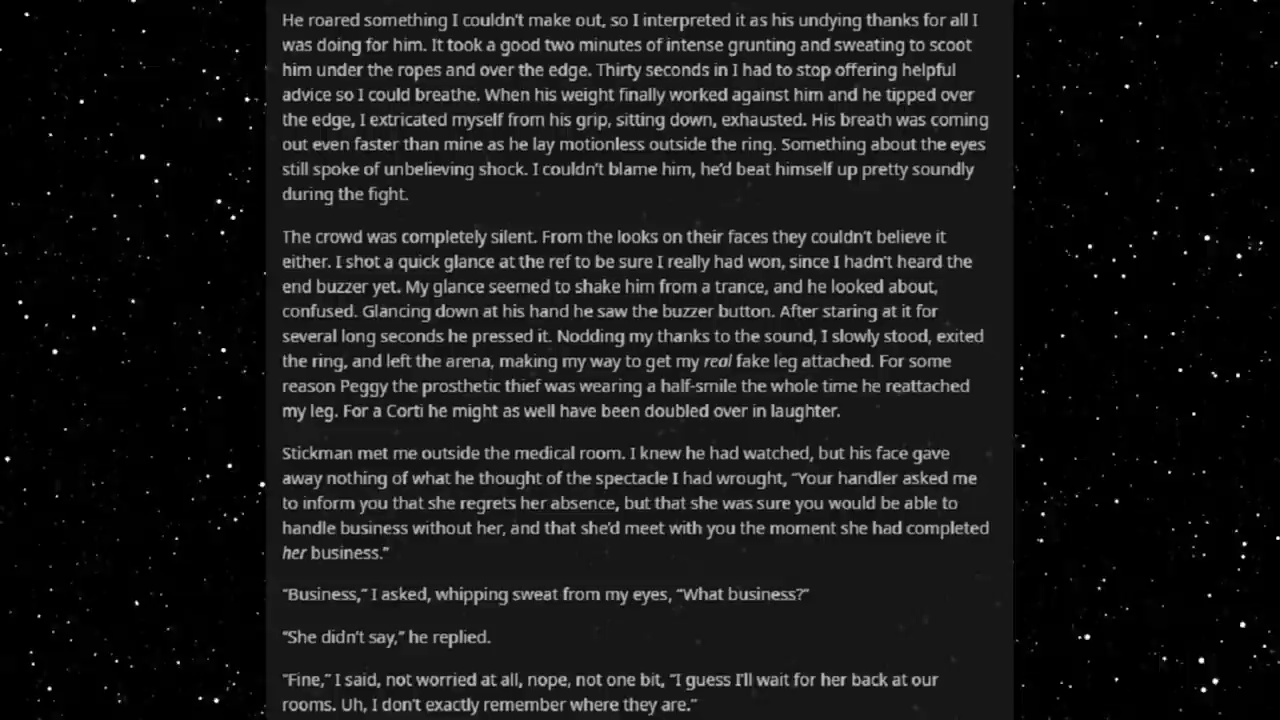 He roared something I couldn't make out, so I interpreted it as his undying thanks for all I
was doing for him. It took a good two minutes of intense grunting and sweating to scoot
him under the ropes and over the edge. Thirty seconds in I had to stop offering helpful
advice so I could breathe. When his weight finally worked against him and he tipped over
the edge, I extricated myself from his grip, sitting down, exhausted. His breath was coming
out even faster than mine as he lay motionless outside the ring. Something about the eyes
still spoke of unbelieving shock. I couldn't blame him, he'd beat himself up pretty soundly
during the fight.
The crowd was completely silent. From the looks on their faces they couldn't believe it
either. I shot a quick glance at the ref to be sure I really had won, since I hadn't heard the
end buzzer yet. My glance seemed to shake him from a trance, and he looked about,
confused. Glancing down at his hand he saw the buzzer button. After staring at it for
several long seconds he pressed it. Nodding my thanks to the sound, I slowly stood, exited
the ring, and left the arena, making my way to get my real fake leg attached. For some
reason Peggy the prosthetic thief was wearing a half-smile the whole time he reattached
my leg. For a Corti he might as well have been doubled over in laughter.
Stickman met me outside the medical room. I knew he had watched, but his face gave
away nothing of what he thought of the spectacle I had wrought, “Your handler asked me
to inform you that she regrets her absence, but that she was sure you would be able to
handle business without her, and that she'd meet with you the moment she had completed
her business.”
“Business,” I asked, whipping sweat from my eyes, “What business?”
“She didn't say,” he replied.
“Fine,” I said, not worried at all, nope, not one bit, “I guess I'll wait for her back at our
rooms. Uh, I don't exactly remember where they are.”